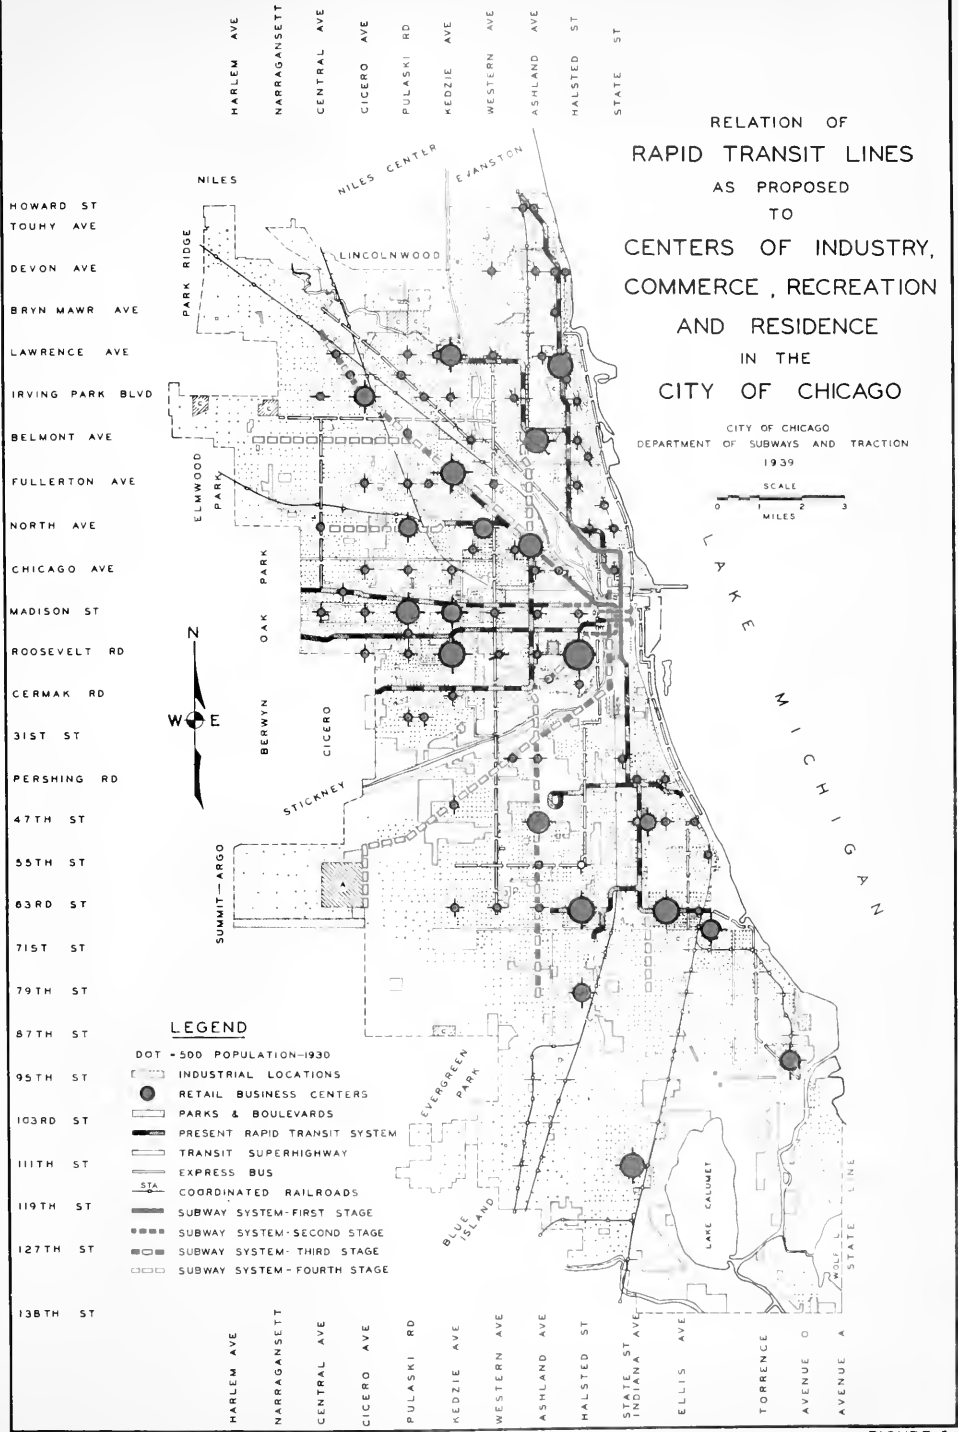 HARLEM AVE
NARRAGANSETT
CENTRAL AVE
CICERO AVE
PULASKI RD
KEDZIE AVE
WESTERN AVE
ASHLAND AVE
HALSTED ST
STATE ST
RELATION OF
RAPID TRANSIT LINES
AS PROPOSED
TO
CENTERS OF INDUSTRY,
COMMERCE, RECREATION
AND RESIDENCE
IN THE
CITY OF CHICAGO
CITY OF CHICAGO
DEPARTMENT OF SUBWAYS AND TRACTION
1939
SCALE
0 1 2 3
MILES
HOWARD ST
TOUHY AVE
DEVON AVE
BRYN MAWR AVE
LAWRENCE AVE
IRVING PARK BLVD
BELMONT AVE
FULLERTON AVE
NORTH AVE
CHICAGO AVE
MADISON ST
ROOSEVELT RD
CERMAK RD
31ST ST
PERSHING RD
47TH ST
55TH ST
63RD ST
71ST ST
79TH ST
87TH ST
95TH ST
103RD ST
111TH ST
119TH ST
127TH ST
138TH ST
NILES
NILES CENTER
EVANSTON
PARK RIDGE
LINCOLNWOOD
ELMWOOD
PARK
OAK PARK
BERWYN
CICERO
STICKNEY
SUMMIT-ARGO
A
EVERGREEN
PARK
BLUE
ISLAND
LAKE CALUMET
WOLF L
STATE LINE
LAKE MICHIGAN
N
W E
LEGEND
DOT = 500 POPULATION-1930
INDUSTRIAL LOCATIONS
RETAIL BUSINESS CENTERS
PARKS & BOULEVARDS
PRESENT RAPID TRANSIT SYSTEM
TRANSIT SUPERHIGHWAY
EXPRESS BUS
STA.
COORDINATED RAILROADS
SUBWAY SYSTEM-FIRST STAGE
SUBWAY SYSTEM-SECOND STAGE
SUBWAY SYSTEM- THIRD STAGE
SUBWAY SYSTEM-FOURTH STAGE
HARLEM AVE
NARRAGANSETT
CENTRAL AVE
CICERO AVE
PULASKI RD
KEDZIE AVE
WESTERN AVE
ASHLAND AVE
HALSTED ST
STATE ST
INDIANA AVE
ELLIS AVE
TORRENCE
AVENUE O
AVENUE A